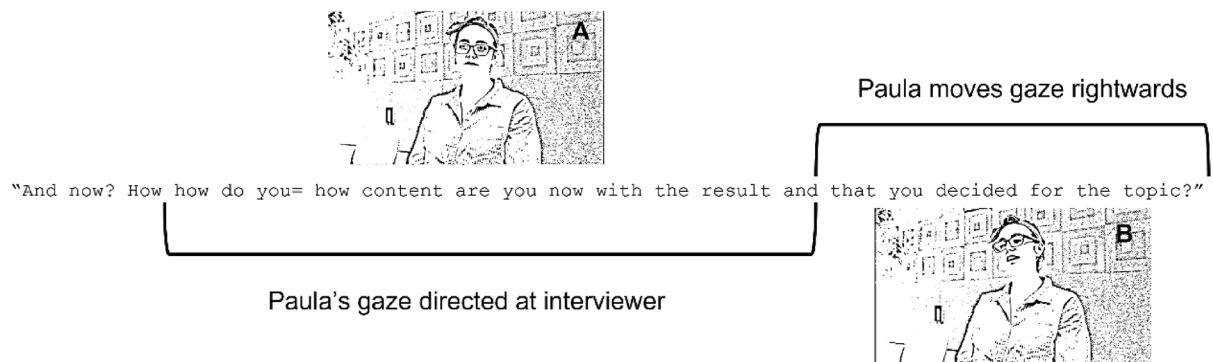 A
Paula moves gaze rightwards
“And now? How how do you= how content are you now with the result and that you decided for the topic?”
B
Paula’s gaze directed at interviewer